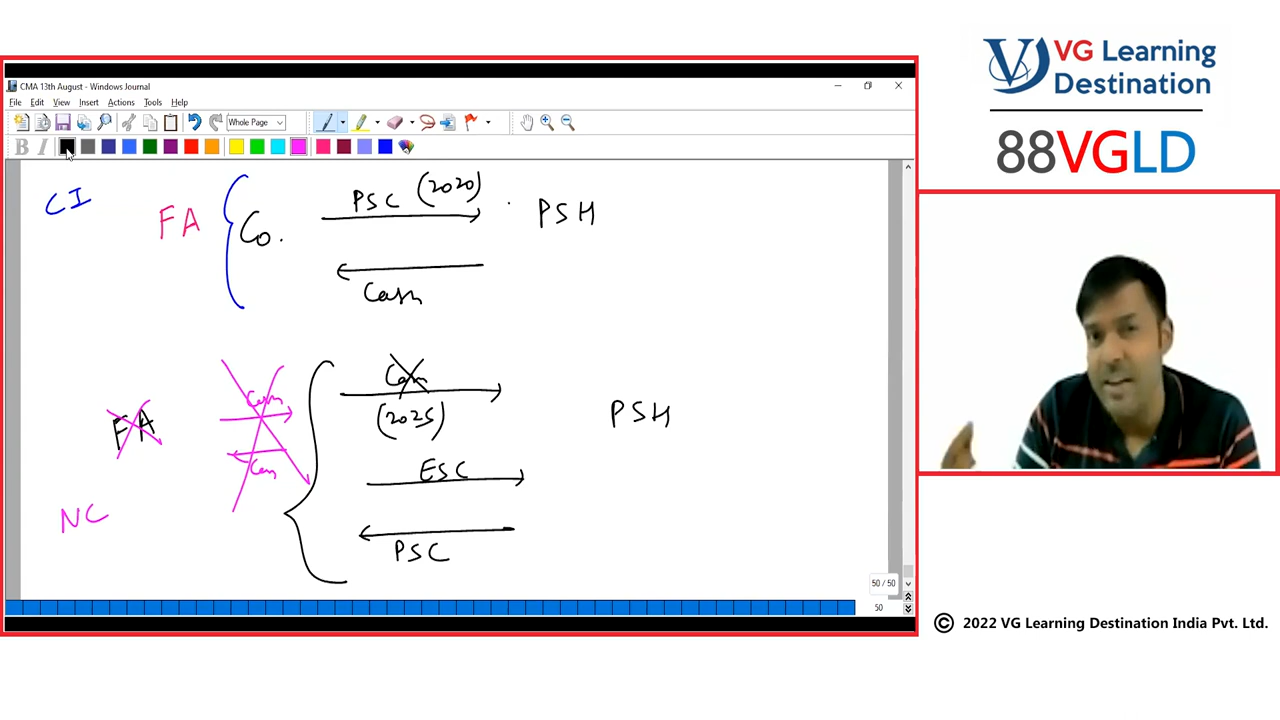 CMA 13th August - Windows Journal
File Edit View Insert Actions Tools Help
Whole Page
B I
CI
FA
Co.
PSC (2020)
PSH
Cash
FA
Cash
Cash
Cash
(2025)
PSH
ESC
NC
PSC
50 / 50
50
VG Learning
Destination
88VGLD
© 2022 VG Learning Destination India Pvt. Ltd.